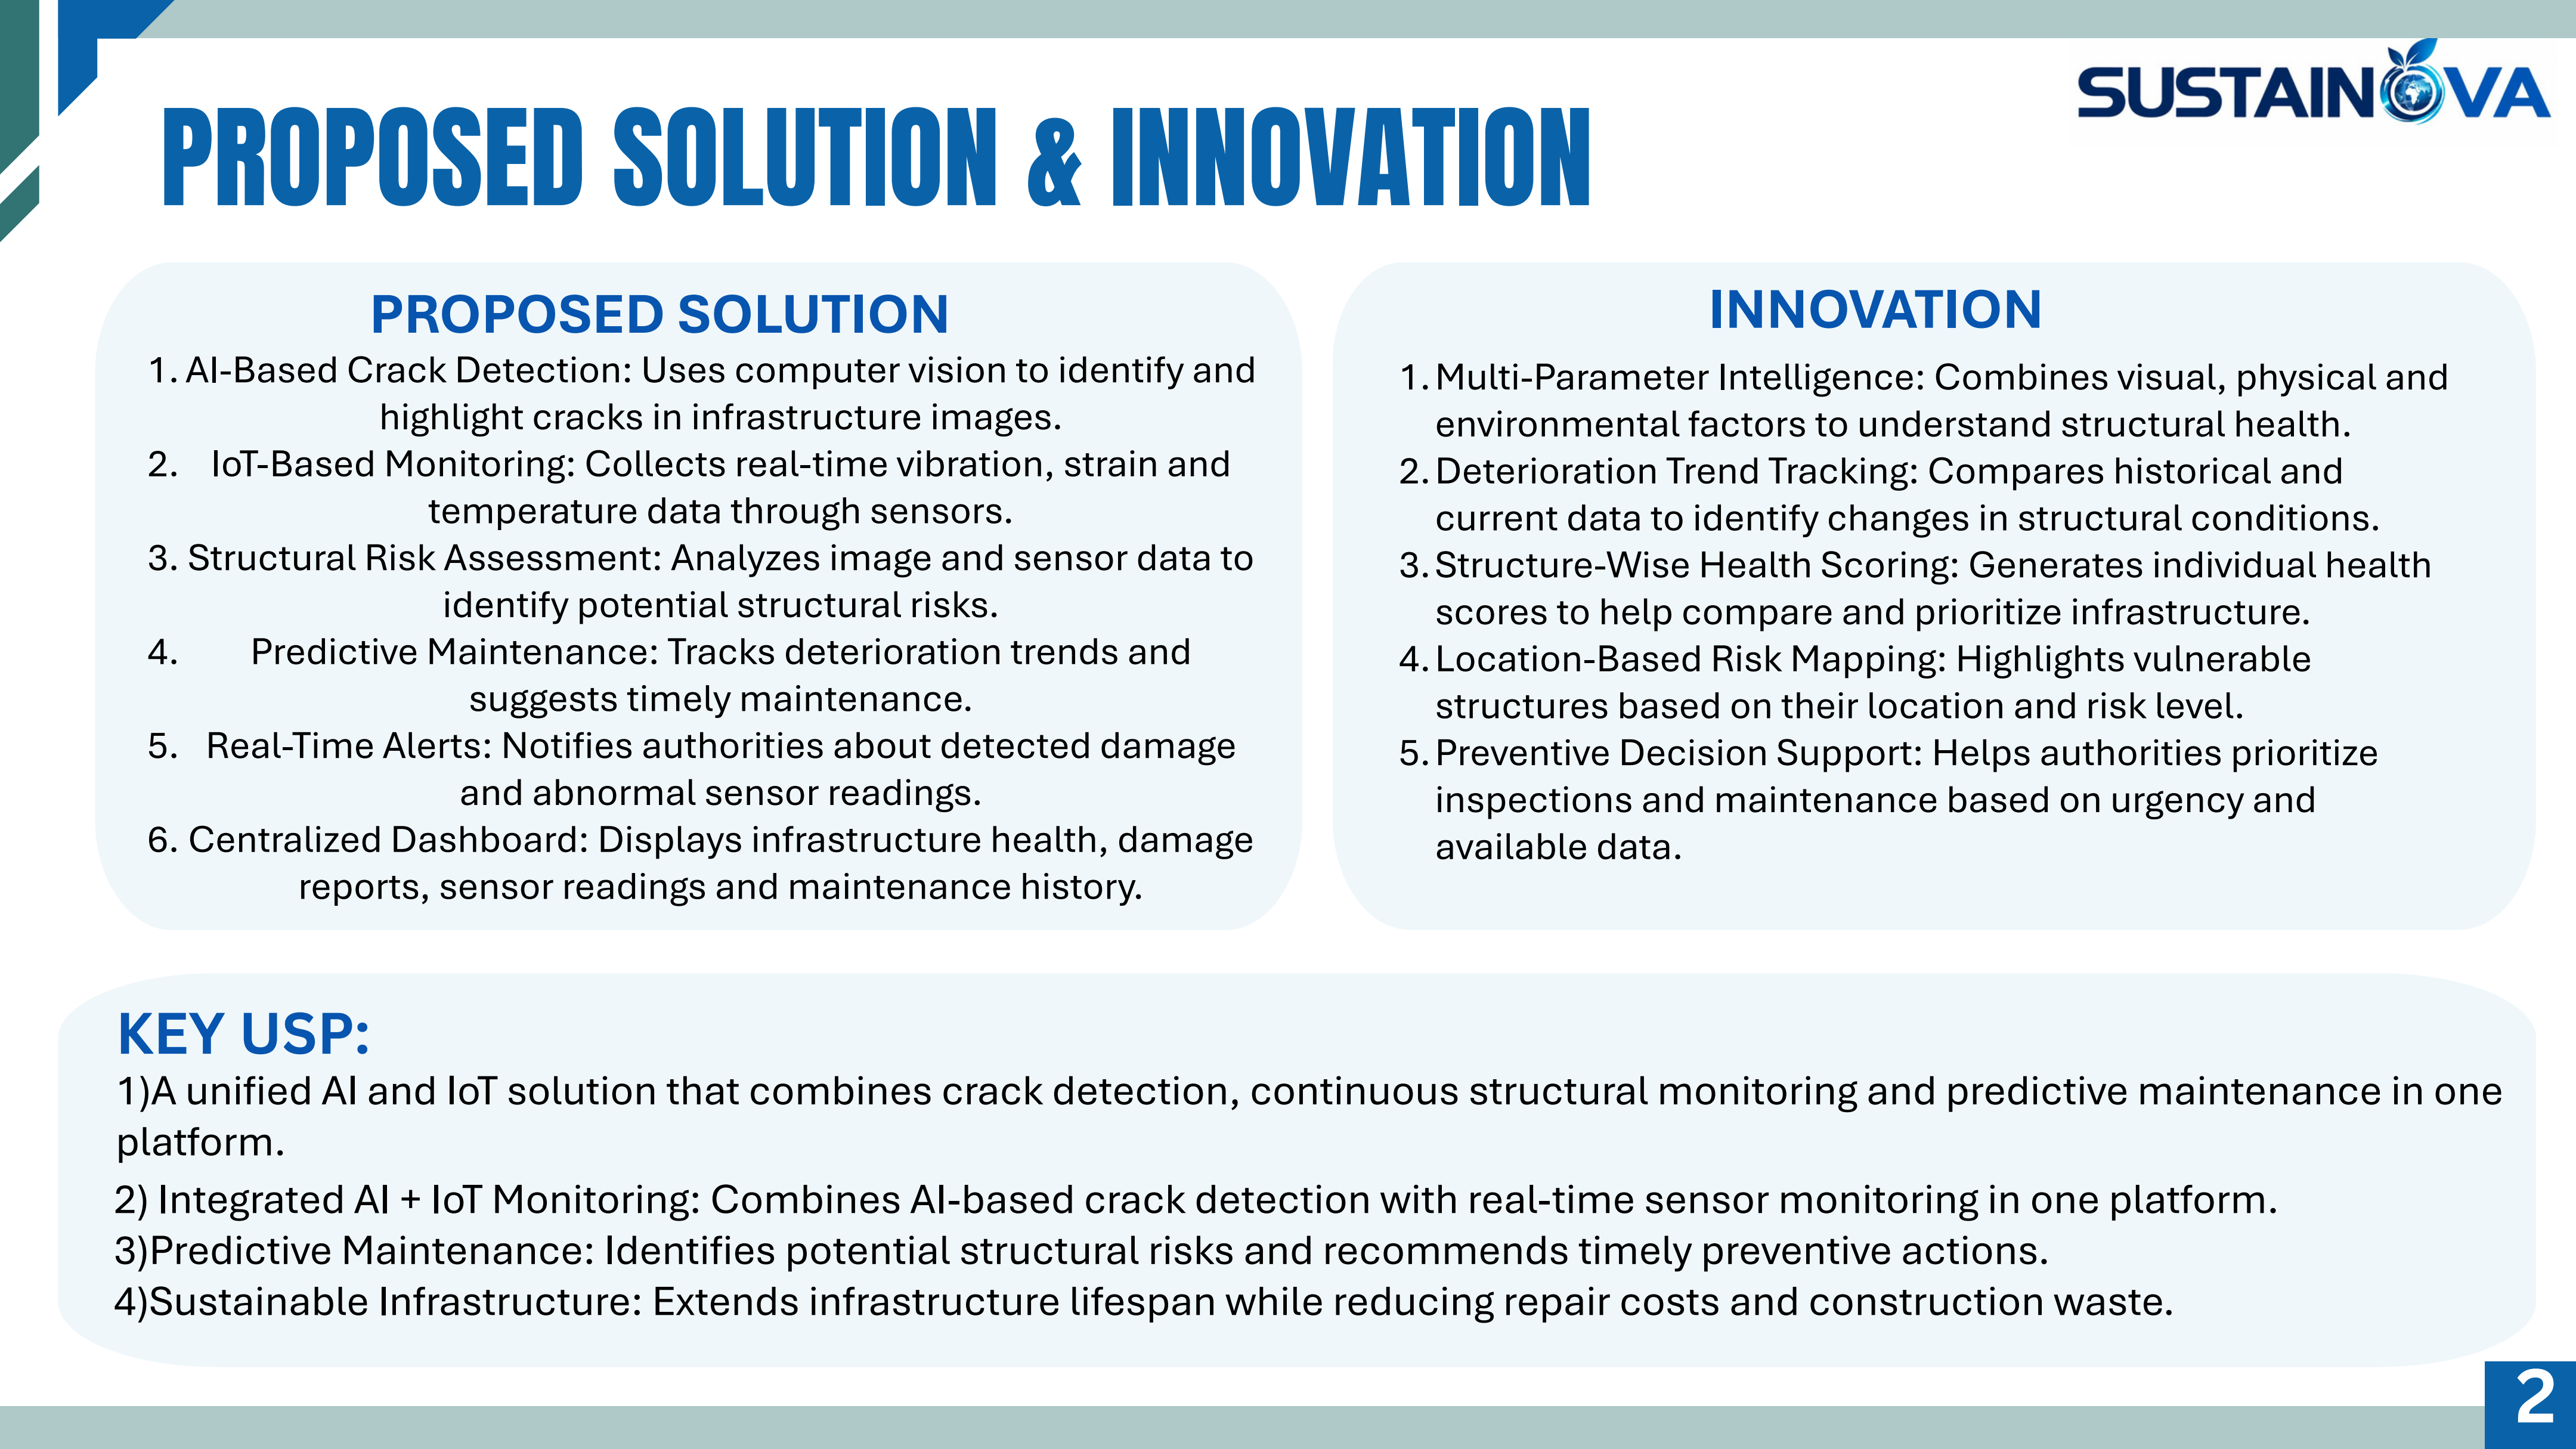 SUSTAINOVA
PROPOSED SOLUTION & INNOVATION
PROPOSED SOLUTION
1. AI-Based Crack Detection: Uses computer vision to identify and
highlight cracks in infrastructure images.
2. IoT-Based Monitoring: Collects real-time vibration, strain and
temperature data through sensors.
3. Structural Risk Assessment: Analyzes image and sensor data to
identify potential structural risks.
4. Predictive Maintenance: Tracks deterioration trends and
suggests timely maintenance.
5. Real-Time Alerts: Notifies authorities about detected damage
and abnormal sensor readings.
6. Centralized Dashboard: Displays infrastructure health, damage
reports, sensor readings and maintenance history.
INNOVATION
1. Multi-Parameter Intelligence: Combines visual, physical and
environmental factors to understand structural health.
2. Deterioration Trend Tracking: Compares historical and
current data to identify changes in structural conditions.
3. Structure-Wise Health Scoring: Generates individual health
scores to help compare and prioritize infrastructure.
4. Location-Based Risk Mapping: Highlights vulnerable
structures based on their location and risk level.
5. Preventive Decision Support: Helps authorities prioritize
inspections and maintenance based on urgency and
available data.
KEY USP:
1)A unified AI and IoT solution that combines crack detection, continuous structural monitoring and predictive maintenance in one
platform.
2) Integrated AI + IoT Monitoring: Combines AI-based crack detection with real-time sensor monitoring in one platform.
3)Predictive Maintenance: Identifies potential structural risks and recommends timely preventive actions.
4)Sustainable Infrastructure: Extends infrastructure lifespan while reducing repair costs and construction waste.
2